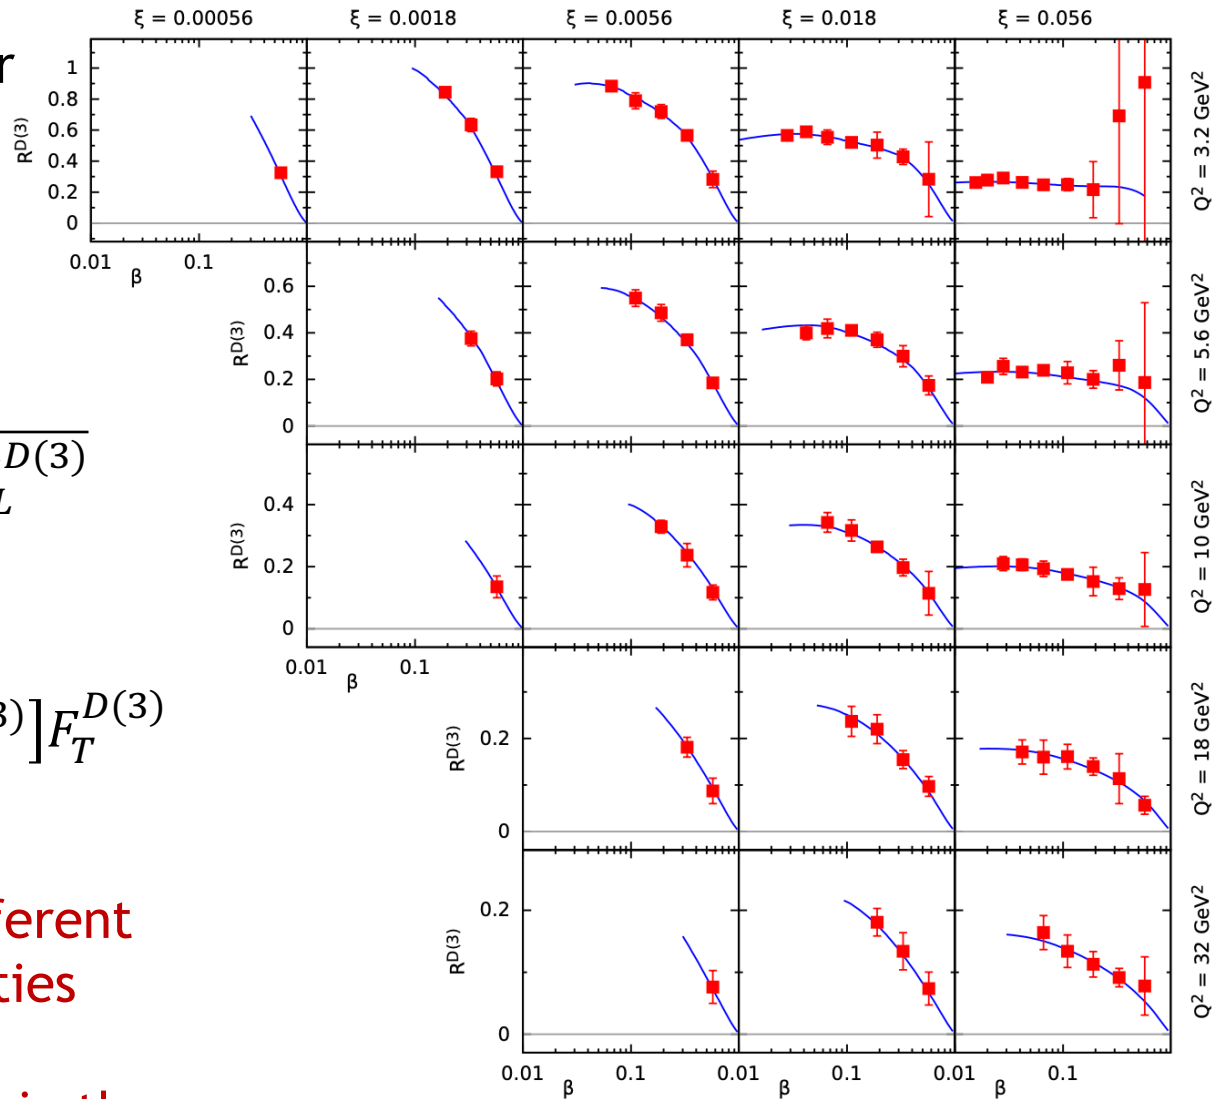 ξ = 0.00056 ξ = 0.0018 ξ = 0.0056 ξ = 0.018 ξ = 0.056
r
R^D(3) 1 0.8 0.6 0.4 0.2 0 Q² = 3.2 GeV²
0.01 β 0.1
R^D(3) 0.6 0.4 0.2 0 Q² = 5.6 GeV²
D(3)
L
R^D(3) 0.4 0.2 0 Q² = 10 GeV²
0.01 β 0.1
3)]F_T^D(3)
R^D(3) 0.2 0 Q² = 18 GeV²
ferent
ties
R^D(3) 0.2 0 Q² = 32 GeV²
0.01 β 0.1 0.01 β 0.1 0.01 β 0.1